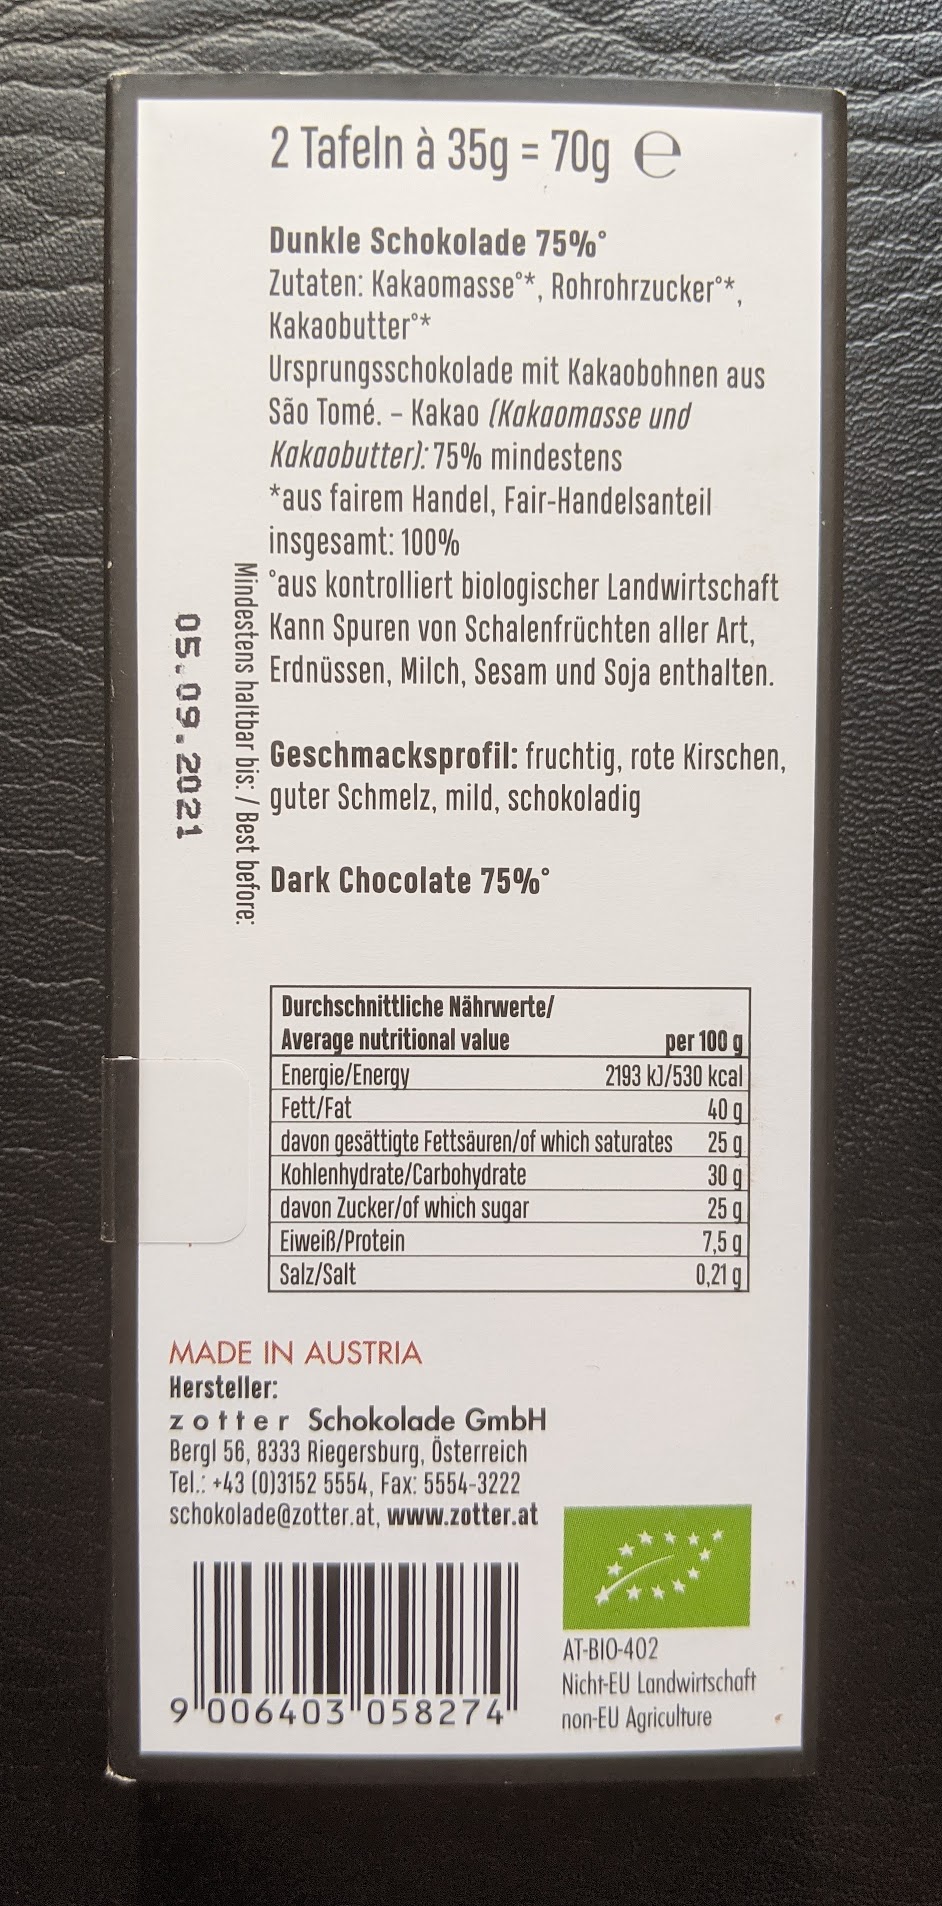 2 Tafeln à 35g = 70g ℮
Dunkle Schokolade 75%°
Zutaten: Kakaomasse°*, Rohrohrzucker°*,
Kakaobutter°*
Ursprungsschokolade mit Kakaobohnen aus
São Tomé. – Kakao (Kakaomasse und
Kakaobutter): 75% mindestens
*aus fairem Handel, Fair-Handelsanteil
insgesamt: 100%
°aus kontrolliert biologischer Landwirtschaft
Kann Spuren von Schalenfrüchten aller Art,
Erdnüssen, Milch, Sesam und Soja enthalten.
Mindestens haltbar bis: / Best before:
05.09.2021
Geschmacksprofil: fruchtig, rote Kirschen,
guter Schmelz, mild, schokoladig
Dark Chocolate 75%°
Durchschnittliche Nährwerte/
Average nutritional value per 100 g
Energie/Energy 2193 kJ/530 kcal
Fett/Fat 40 g
davon gesättigte Fettsäuren/of which saturates 25 g
Kohlenhydrate/Carbohydrate 30 g
davon Zucker/of which sugar 25 g
Eiweiß/Protein 7,5 g
Salz/Salt 0,21 g
MADE IN AUSTRIA
Hersteller:
zotter Schokolade GmbH
Bergl 56, 8333 Riegersburg, Österreich
Tel.: +43 (0)3152 5554, Fax: 5554-3222
schokolade@zotter.at, www.zotter.at
9 006403 058274
AT-BIO-402
Nicht-EU Landwirtschaft
non-EU Agriculture